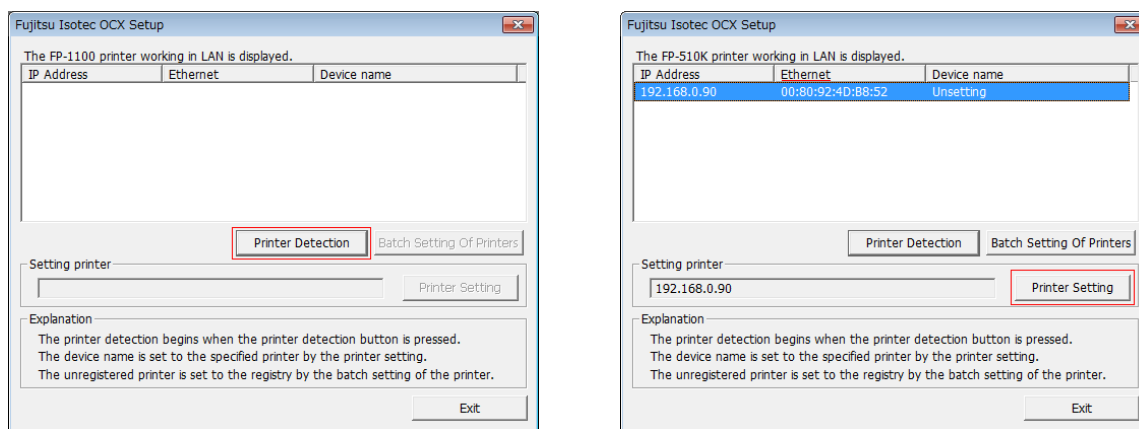 Fujitsu Isotec OCX Setup
The FP-1100 printer working in LAN is displayed.
IP Address Ethernet Device name
Printer Detection Batch Setting Of Printers
Setting printer
Printer Setting
Explanation
The printer detection begins when the printer detection button is pressed.
The device name is set to the specified printer by the printer setting.
The unregistered printer is set to the registry by the batch setting of the printer.
Exit
Fujitsu Isotec OCX Setup
The FP-510K printer working in LAN is displayed.
IP Address Ethernet Device name
192.168.0.90 00:80:92:4D:B8:52 Unsetting
Printer Detection Batch Setting Of Printers
Setting printer
192.168.0.90 Printer Setting
Explanation
The printer detection begins when the printer detection button is pressed.
The device name is set to the specified printer by the printer setting.
The unregistered printer is set to the registry by the batch setting of the printer.
Exit